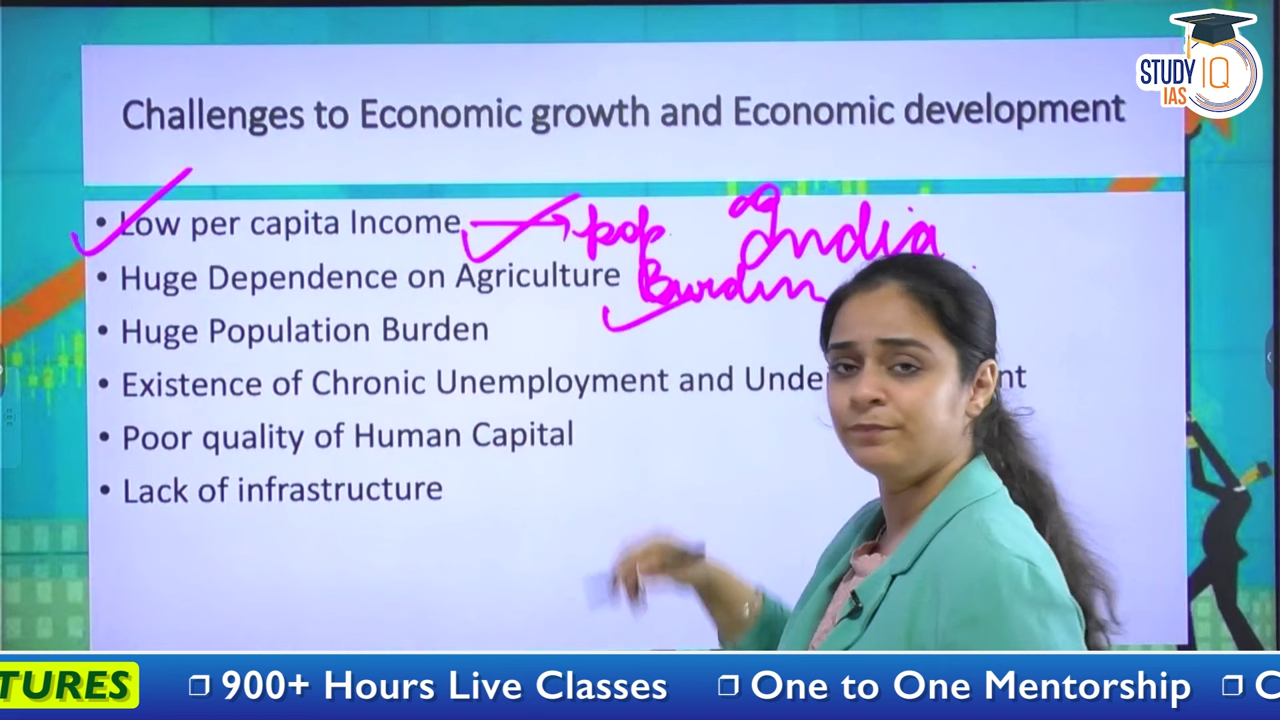 STUDY IQ
IAS
Challenges to Economic growth and Economic development
• Low per capita Income → pop of India
Burden
• Huge Dependence on Agriculture
• Huge Population Burden
• Existence of Chronic Unemployment and Unde nt
• Poor quality of Human Capital
• Lack of infrastructure
TURES ❐ 900+ Hours Live Classes ❐ One to One Mentorship ❐ C